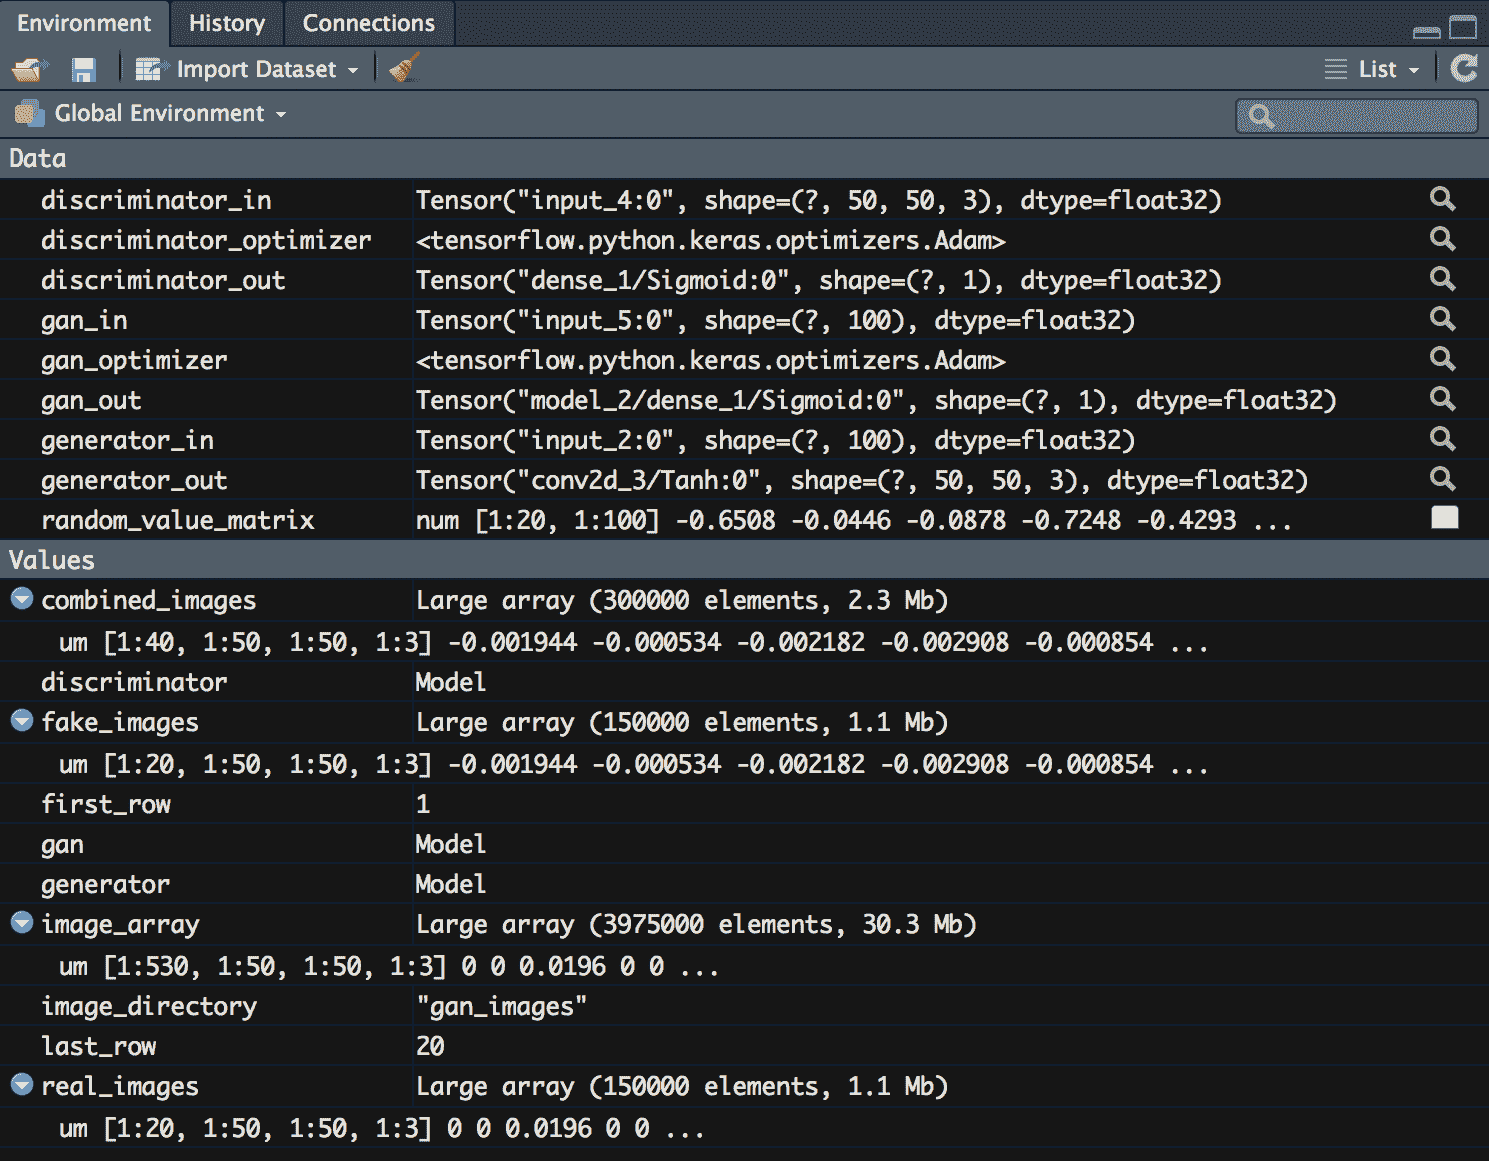 Environment History Connections
Import Dataset List
Global Environment
Data
discriminator_in Tensor("input_4:0", shape=(?, 50, 50, 3), dtype=float32)
discriminator_optimizer <tensorflow.python.keras.optimizers.Adam>
discriminator_out Tensor("dense_1/Sigmoid:0", shape=(?, 1), dtype=float32)
gan_in Tensor("input_5:0", shape=(?, 100), dtype=float32)
gan_optimizer <tensorflow.python.keras.optimizers.Adam>
gan_out Tensor("model_2/dense_1/Sigmoid:0", shape=(?, 1), dtype=float32)
generator_in Tensor("input_2:0", shape=(?, 100), dtype=float32)
generator_out Tensor("conv2d_3/Tanh:0", shape=(?, 50, 50, 3), dtype=float32)
random_value_matrix num [1:20, 1:100] -0.6508 -0.0446 -0.0878 -0.7248 -0.4293 ...
Values
combined_images Large array (300000 elements, 2.3 Mb)
um [1:40, 1:50, 1:50, 1:3] -0.001944 -0.000534 -0.002182 -0.002908 -0.000854 ...
discriminator Model
fake_images Large array (150000 elements, 1.1 Mb)
um [1:20, 1:50, 1:50, 1:3] -0.001944 -0.000534 -0.002182 -0.002908 -0.000854 ...
first_row 1
gan Model
generator Model
image_array Large array (3975000 elements, 30.3 Mb)
um [1:530, 1:50, 1:50, 1:3] 0 0 0.0196 0 0 ...
image_directory "gan_images"
last_row 20
real_images Large array (150000 elements, 1.1 Mb)
um [1:20, 1:50, 1:50, 1:3] 0 0 0.0196 0 0 ...